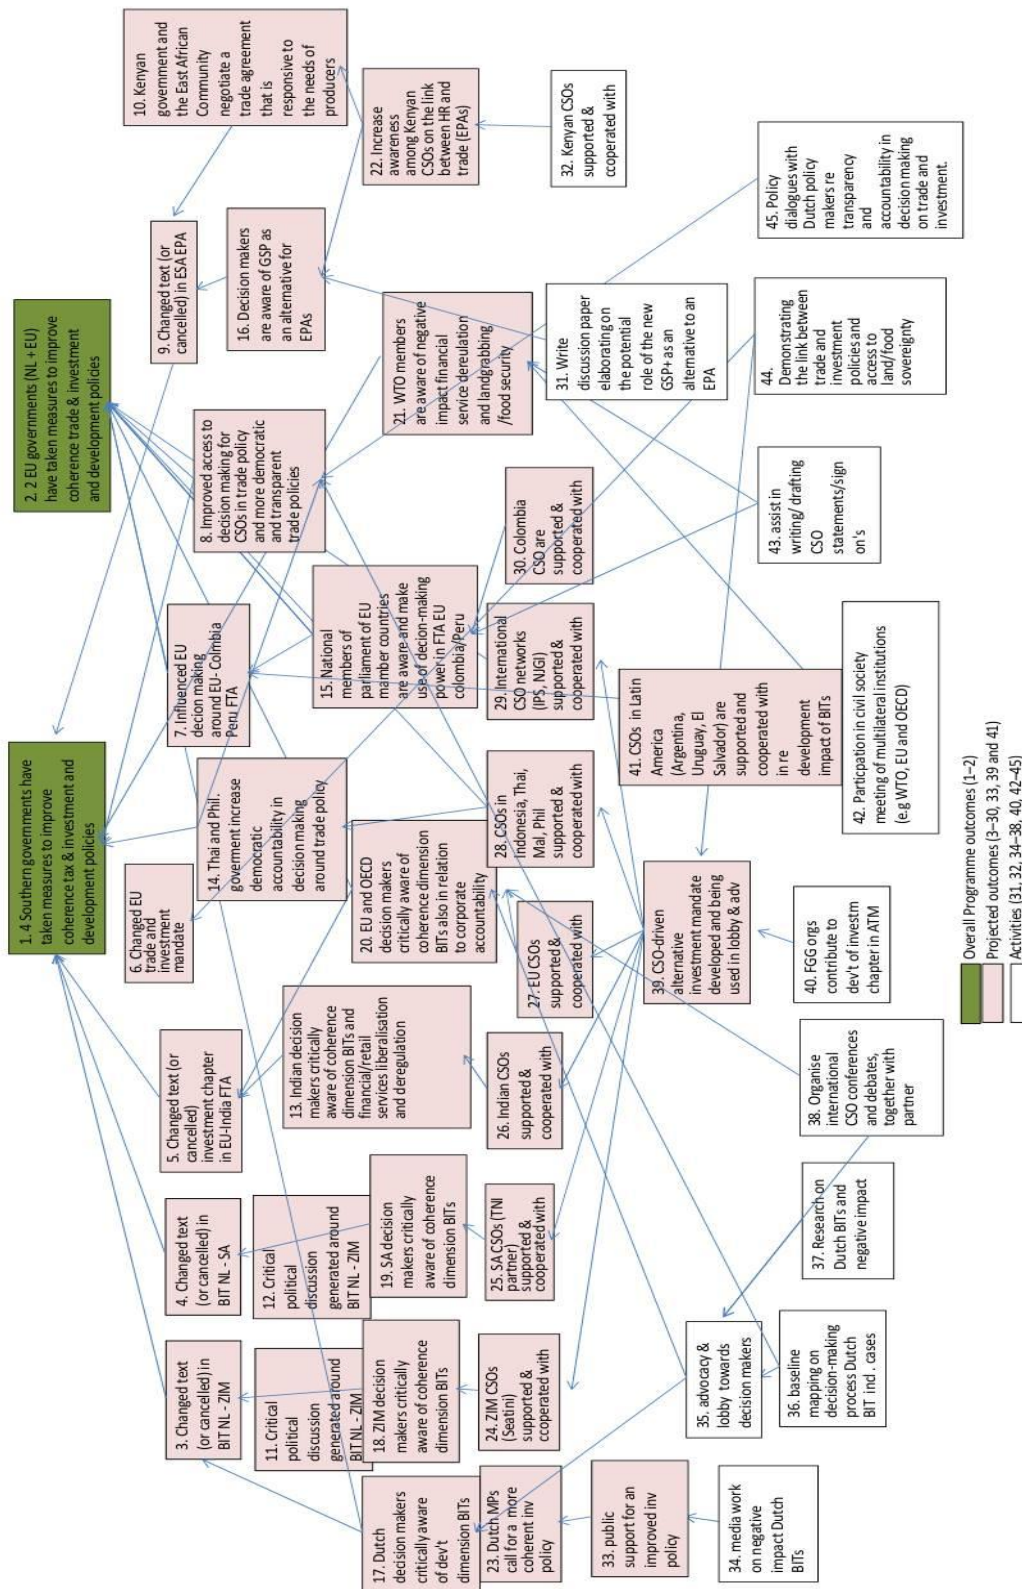 1. 4 Southern governments have
taken measures to improve
coherence tax & investment and
development policies
2. 2 EU governments (NL + EU)
have taken measures to improve
coherence trade & investment
and development policies
3. Changed text
(or cancelled) in
BIT NL - ZIM
4. Changed text
(or cancelled) in
BIT NL - SA
5. Changed text (or
cancelled)
investment chapter
in EU-India FTA
6. Changed EU
trade and
investment
mandate
7. Influenced EU
decion making
around EU- Colmbia
Peru FTA
8. Improved access to
decision making for
CSOs in trade policy
and more democratic
and transparent
trade policies
9. Changed text (or
cancelled) in ESA EPA
10. Kenyan
government and
the East African
Community
negotiate a
trade agreement
that is
responsive to
the needs of
producers
11. Critical
political
discussion
generated around
BIT NL - ZIM
12. Critical
political
discussion
generated around
BIT NL - ZIM
13. Indian decision
makers critically
aware of coherence
dimension BITs and
financial/retail
services liberalisation
and deregulation
14. Thai and Phil.
goverment increase
democratic
accountability in
decision making
around trade policy
15. National
members of
parliament of EU
mamber countries
are aware and make
use of decion-making
power in FTA EU
colombia/Peru
16. Decision makers
are aware of GSP as
an alternative for
EPAs
17. Dutch
decision makers
critically aware
of dev't
dimension BITs
18. ZIM decision
makers critically
aware of coherence
dimension BITs
19. SA decision
makers critically
aware of coherence
dimension BITs
20. EU and OECD
decision makers
critically aware of
coherence dimension
BITs also in relation
to corporate
accountability
21. WTO members
are aware of negative
impact financial
service derulation
and landgrabbing
/food security
22. Increase
awareness
among Kenyan
CSOs on the link
between HR and
trade (EPAs)
23. Dutch MPs
call for a more
coherent inv
policy
24. ZIM CSOs
(Seatini)
supported &
ccoperated with
25. SA CSOs (TNI
partner)
supported &
cooperated with
26. Indian CSOs
supported &
cooperated with
27. EU CSOs
supported &
cooperated with
28. CSOs in
Indonesia, Thai,
Mal, Phil
supported &
cooperated with
29. International
CSO networks
(IPS, NJGI)
supported &
cooperated with
30. Colombia
CSO are
supported &
cooperated with
31. Write
discussion paper
elaborating on
the potential
role of the new
GSP+ as an
alternative to an
EPA
32. Kenyan CSOs
supported &
cooperated with
33. public
support for an
improved inv
policy
34. media work
on negative
impact Dutch
BITs
35. advocacy &
lobby towards
decision makers
36. baseline
mapping on
decision-making
process Dutch
BIT ind . cases
37. Research on
Dutch BITs and
negative impact
38. Organise
international
CSO conferences
and debates,
together with
partner
39. CSO-driven
alternative
investment mandate
developed and being
used in lobby & adv
40. FGG orgs
contribute to
dev't of investm
chapter in ATM
41. CSOs in Latin
America
(Argentina,
Uruguay, El
Salvador) are
supported and
cooperated with
in re
development
impact of BITs
42. Particpation in civil society
meeting of multilateral institutions
(e.g WTO, EU and OECD)
43. assist in
writing/ drafting
CSO
statements/sign
on's
44.
Demonstrating
the link between
trade and
investment
policies and
access to
land/food
sovereignty
45. Policy
dialogues with
Dutch policy
makers re
transparency
and
accountability in
decision making
on trade and
investment.
Overall Programme outcomes (1–2)
Projected outcomes (3–30, 33, 39 and 41)
Activities (31, 32, 34–38, 40, 42–45)